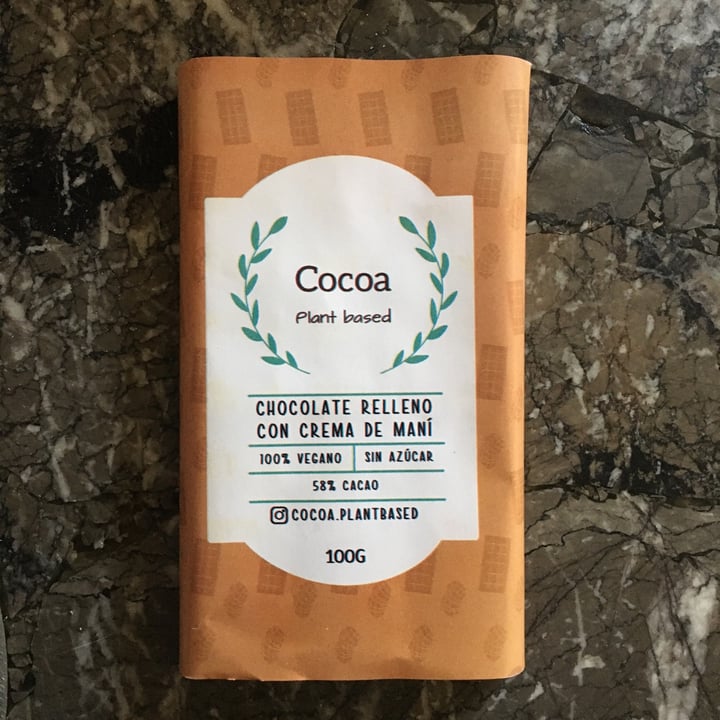 Cocoa
Plant based
CHOCOLATE RELLENO
CON CREMA DE MANÍ
100% VEGANO SIN AZÚCAR
58% CACAO
COCOA.PLANTBASED
100G